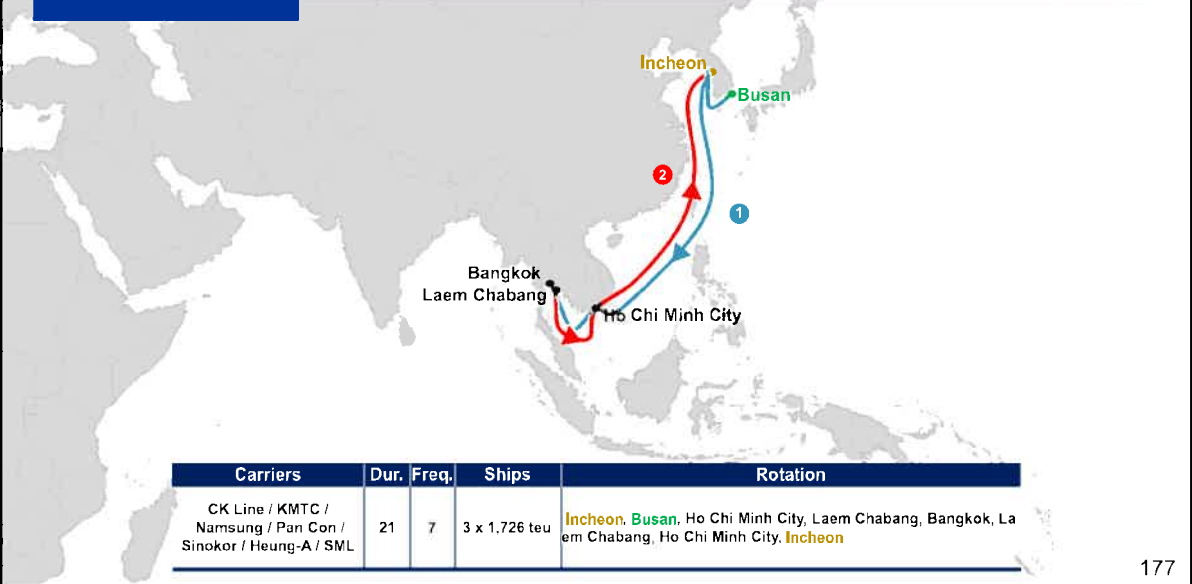 Incheon
Busan
2
1
Bangkok
Laem Chabang
Ho Chi Minh City
Carriers Dur. Freq. Ships Rotation
CK Line / KMTC /
Namsung / Pan Con /
Sinokor / Heung-A / SML
21 7 3 x 1,726 teu
Incheon, Busan, Ho Chi Minh City, Laem Chabang, Bangkok, La
em Chabang, Ho Chi Minh City, Incheon
177